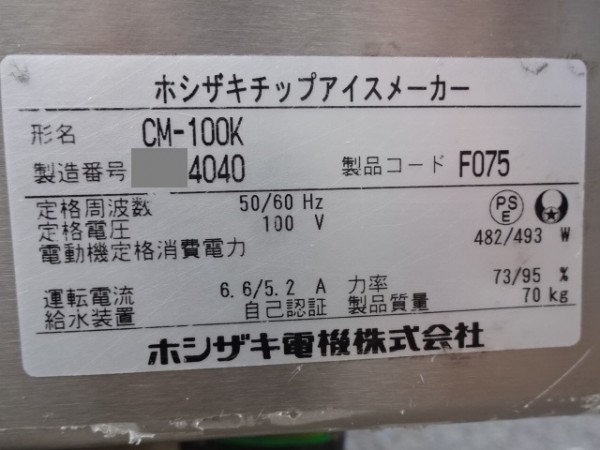 ホシザキチップアイスメーカー
形名 CM-100K
製造番号 4040 製品コード F075
定格周波数 50/60 Hz
定格電圧 100 V
PS E
電動機定格消費電力 482/493 W
運転電流 6.6/5.2 A 力率 73/95 %
給水装置 自己認証 製品質量 70 kg
ホシザキ電機株式会社